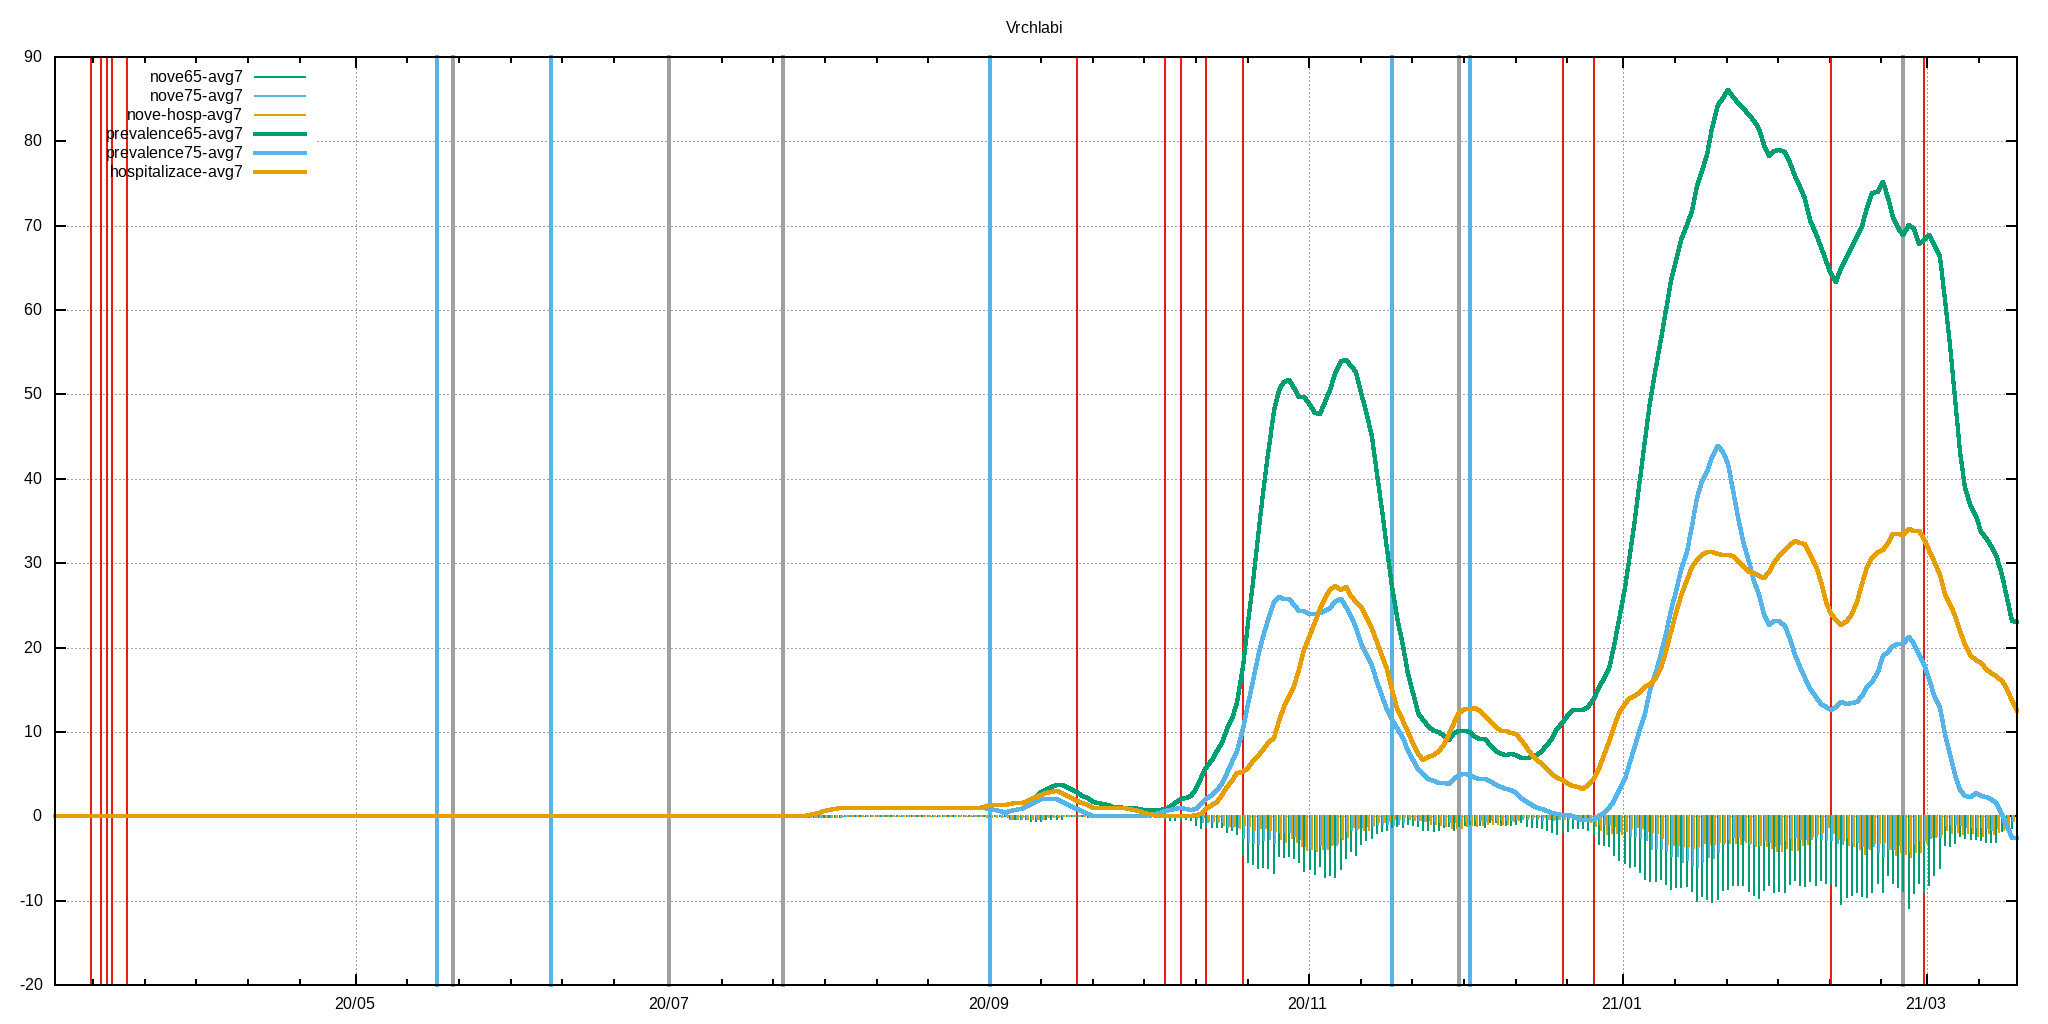 Vrchlabi
90
80
70
60
50
40
30
20
10
0
-10
-20
nove65-avg7
nove75-avg7
nove-hosp-avg7
prevalence65-avg7
prevalence75-avg7
hospitalizace-avg7
20/05 20/07 20/09 20/11 21/01 21/03